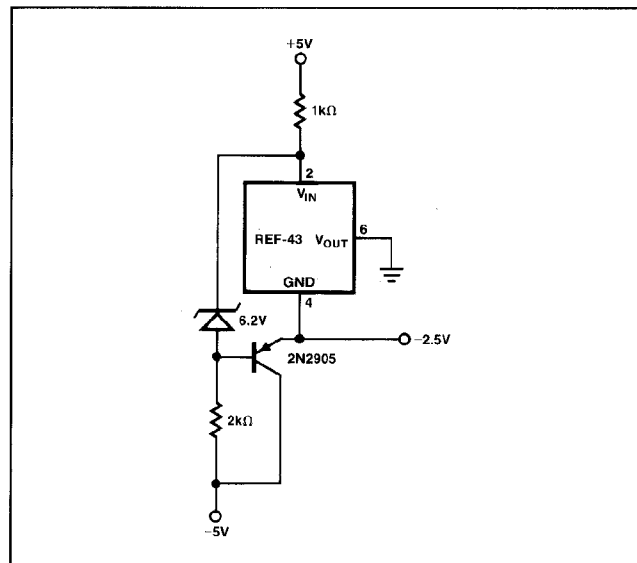 +5V
1kΩ
2
VIN
6
REF-43 VOUT
GND
4
6.2V
-2.5V
2N2905
2kΩ
-5V